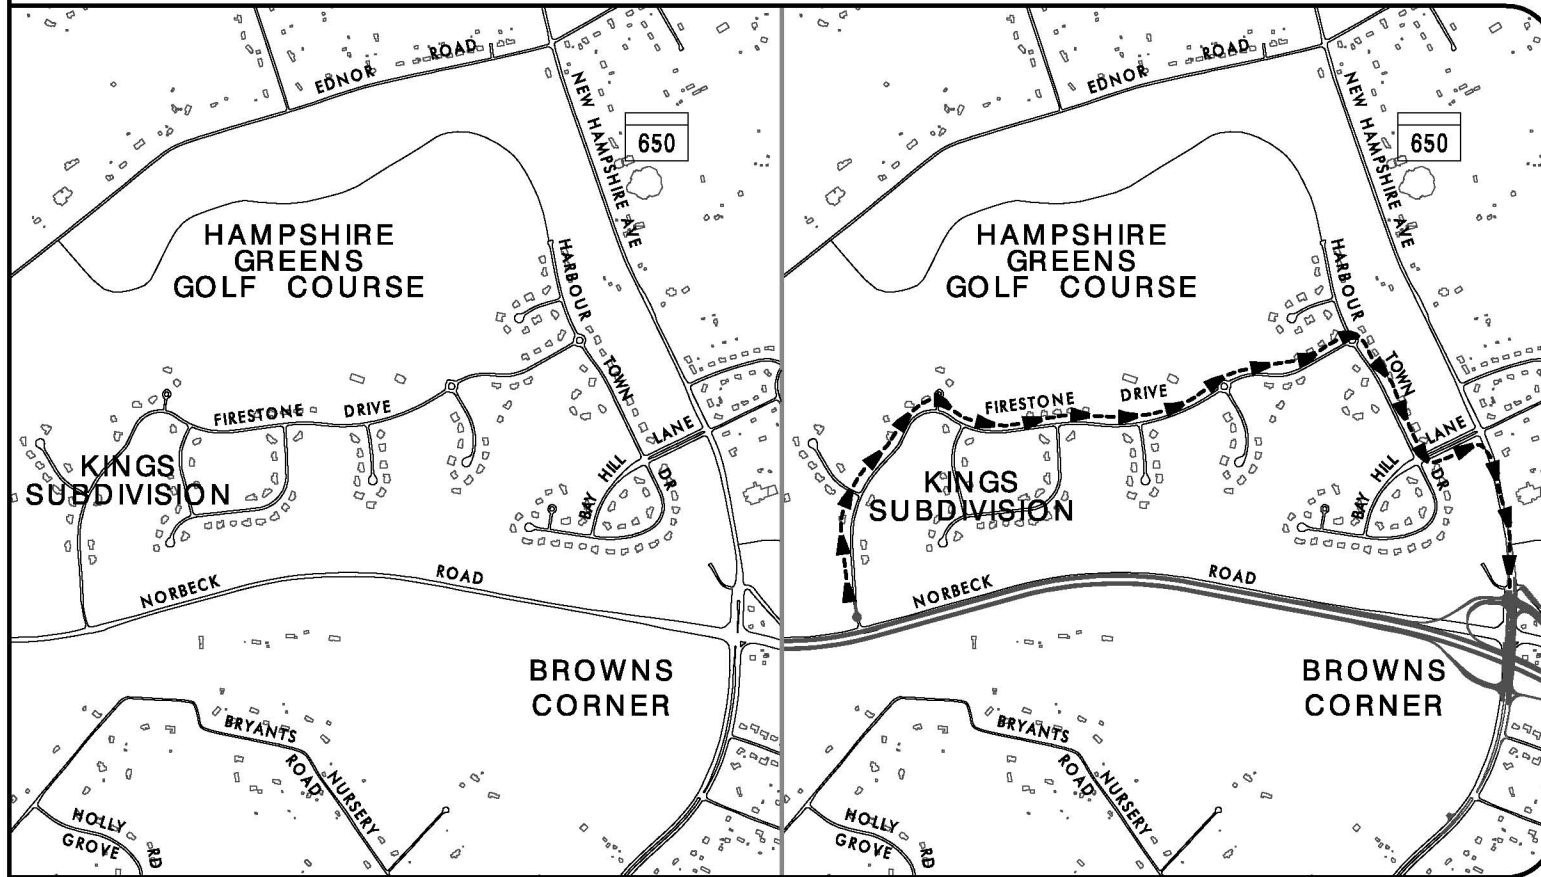 EDNOR ROAD
NEW HAMPSHIRE AVE
650
HAMPSHIRE
GREENS
GOLF COURSE
HARBOUR
TOWN
DR
FIRESTONE DRIVE
LANE
BAY HILL
KINGS
SUBDIVISION
NORBECK ROAD
BROWNS
CORNER
BRYANTS
NURSERY
ROAD
HOLLY
GROVE
RD
EDNOR ROAD
NEW HAMPSHIRE AVE
650
HAMPSHIRE
GREENS
GOLF COURSE
HARBOUR
TOWN
DR
FIRESTONE DRIVE
LANE
BAY HILL
KINGS
SUBDIVISION
NORBECK ROAD
BROWNS
CORNER
BRYANTS
NURSERY
ROAD
HOLLY
GROVE
RD